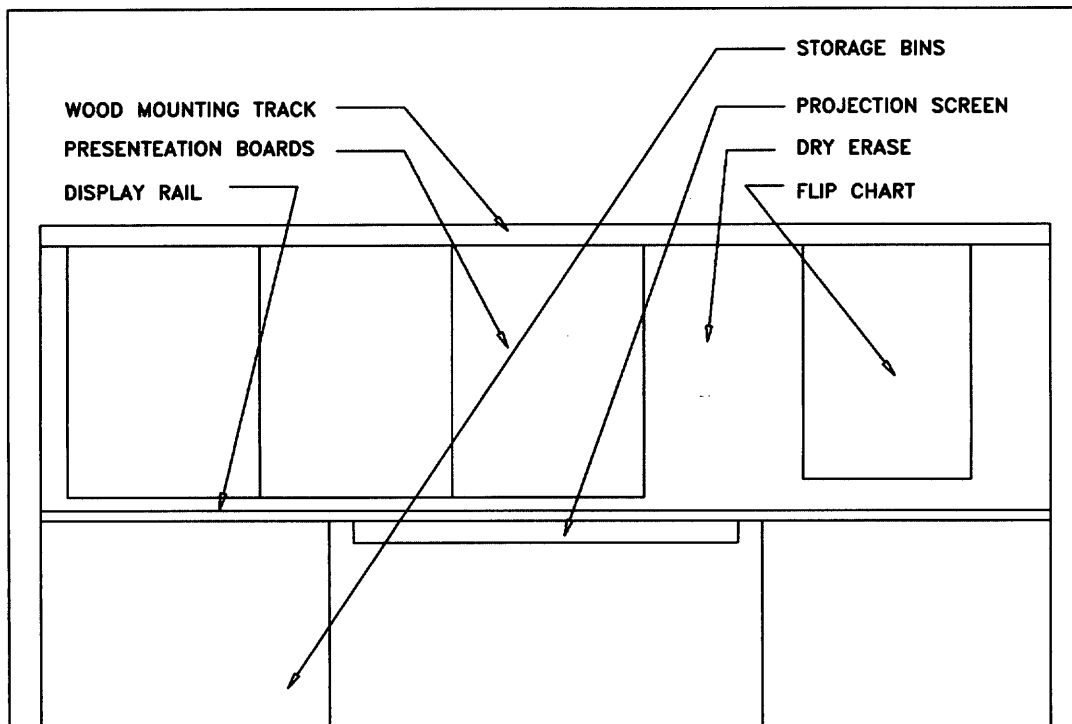 WOOD MOUNTING TRACK
PRESENTEATION BOARDS
DISPLAY RAIL
STORAGE BINS
PROJECTION SCREEN
DRY ERASE
FLIP CHART